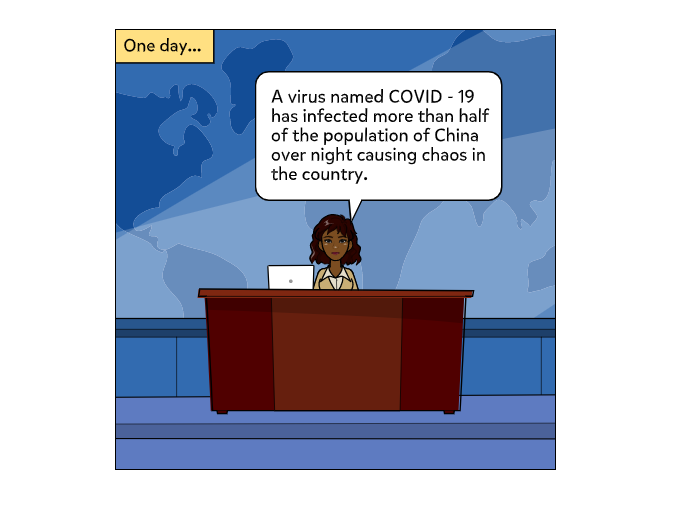 One day...
A virus named COVID - 19
has infected more than half
of the population of China
over night causing chaos in
the country.